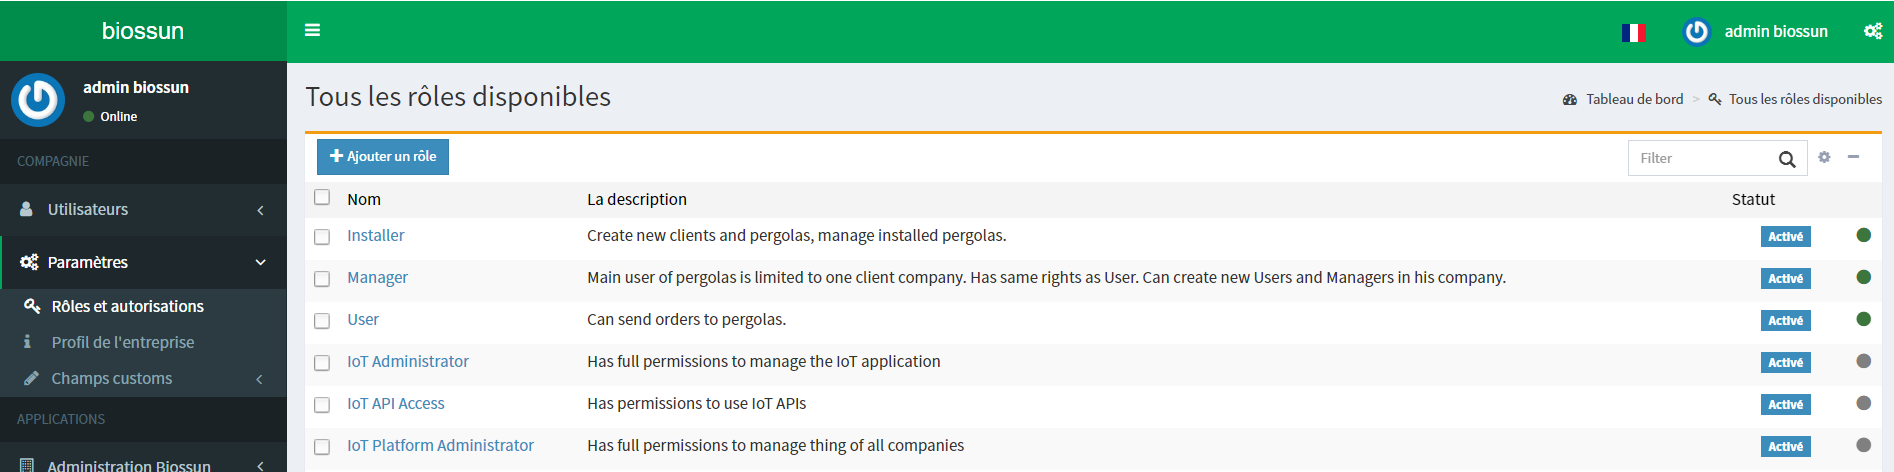 biossun
admin biossun
admin biossun
Online
Tous les rôles disponibles
Tableau de bord > Tous les rôles disponibles
COMPAGNIE
Ajouter un rôle
Filter
Nom La description Statut
Utilisateurs
Installer Create new clients and pergolas, manage installed pergolas. Activé
Paramètres
Manager Main user of pergolas is limited to one client company. Has same rights as User. Can create new Users and Managers in his company. Activé
Rôles et autorisations
User Can send orders to pergolas. Activé
Profil de l'entreprise
IoT Administrator Has full permissions to manage the IoT application Activé
Champs customs
IoT API Access Has permissions to use IoT APIs Activé
APPLICATIONS
IoT Platform Administrator Has full permissions to manage thing of all companies Activé
Administration Biossun